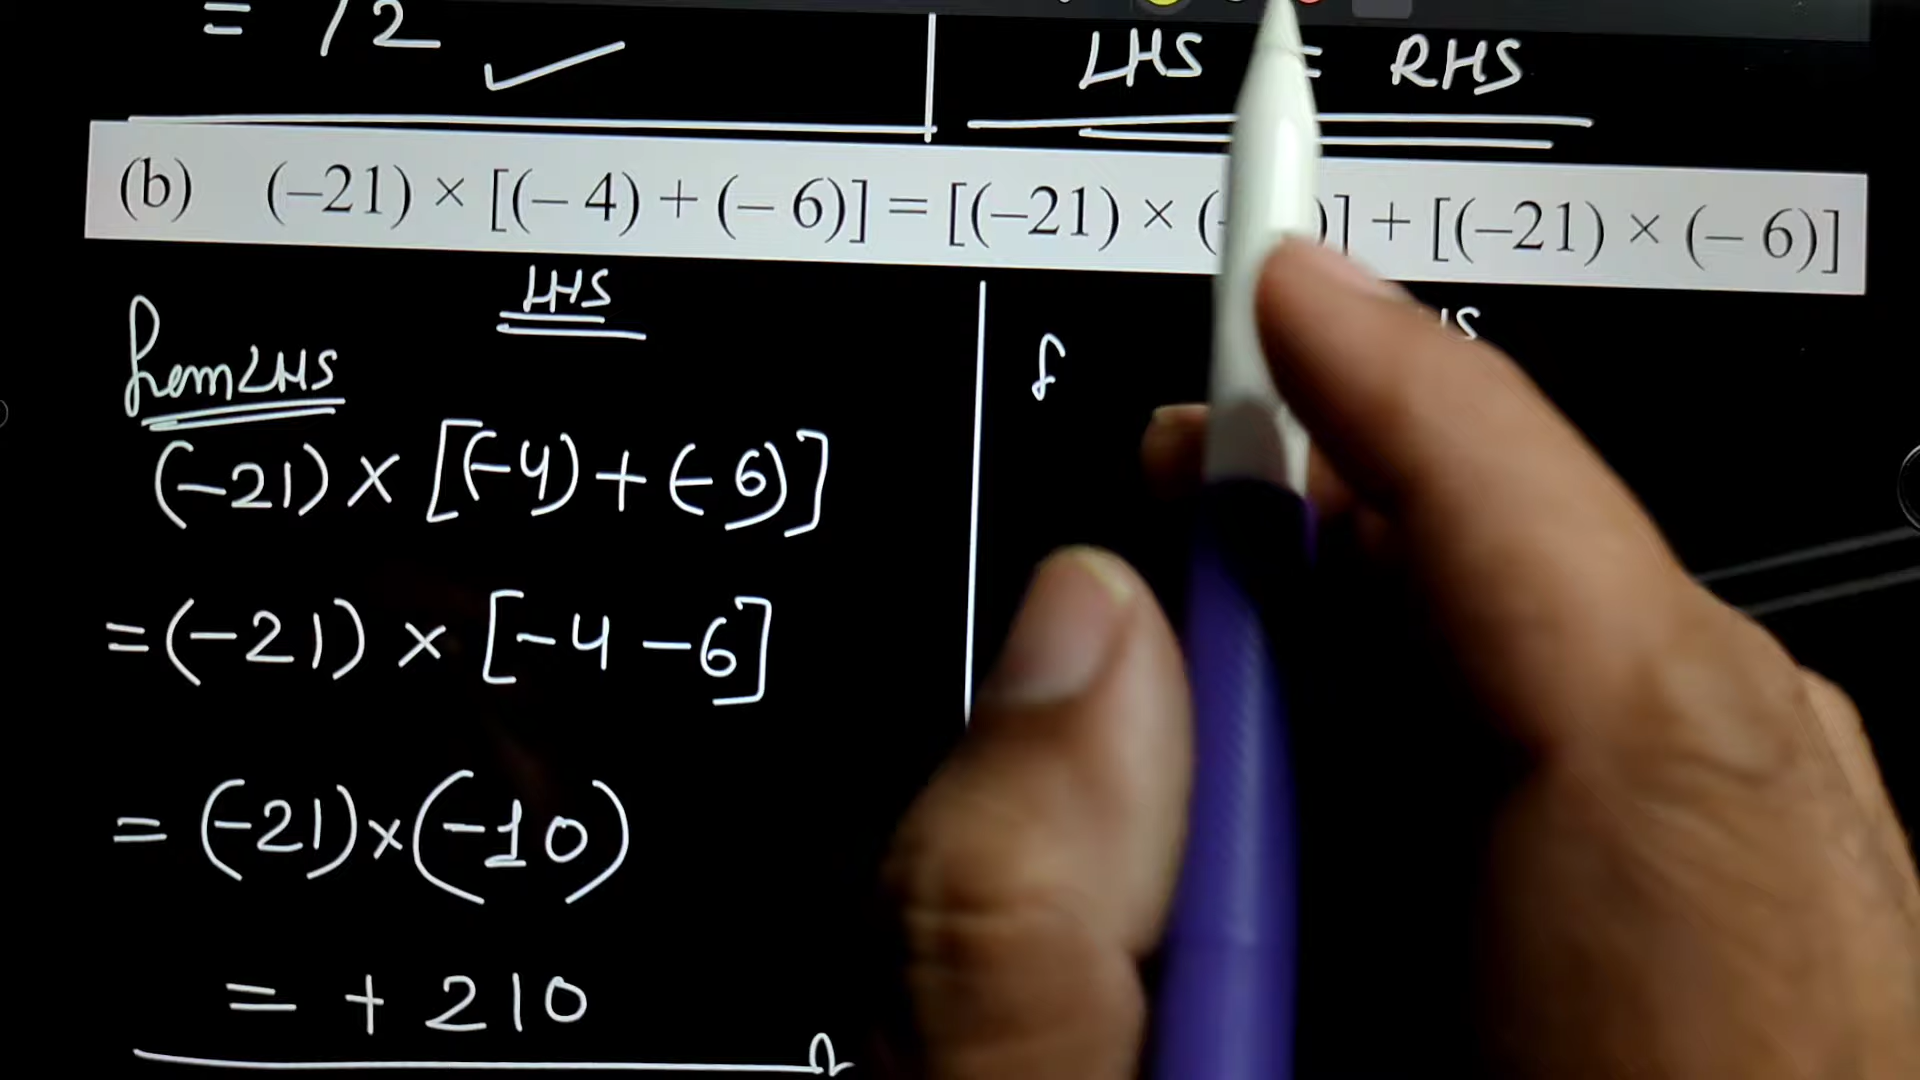 = 72
LHS = RHS
(b) (–21) × [(– 4) + (– 6)] = [(–21) × (– )] + [(–21) × (– 6)]
LHS
from LHS
(-21) × [(-4) + (-6)]
= (-21) × [-4 - 6]
= (-21) × (-10)
= + 210